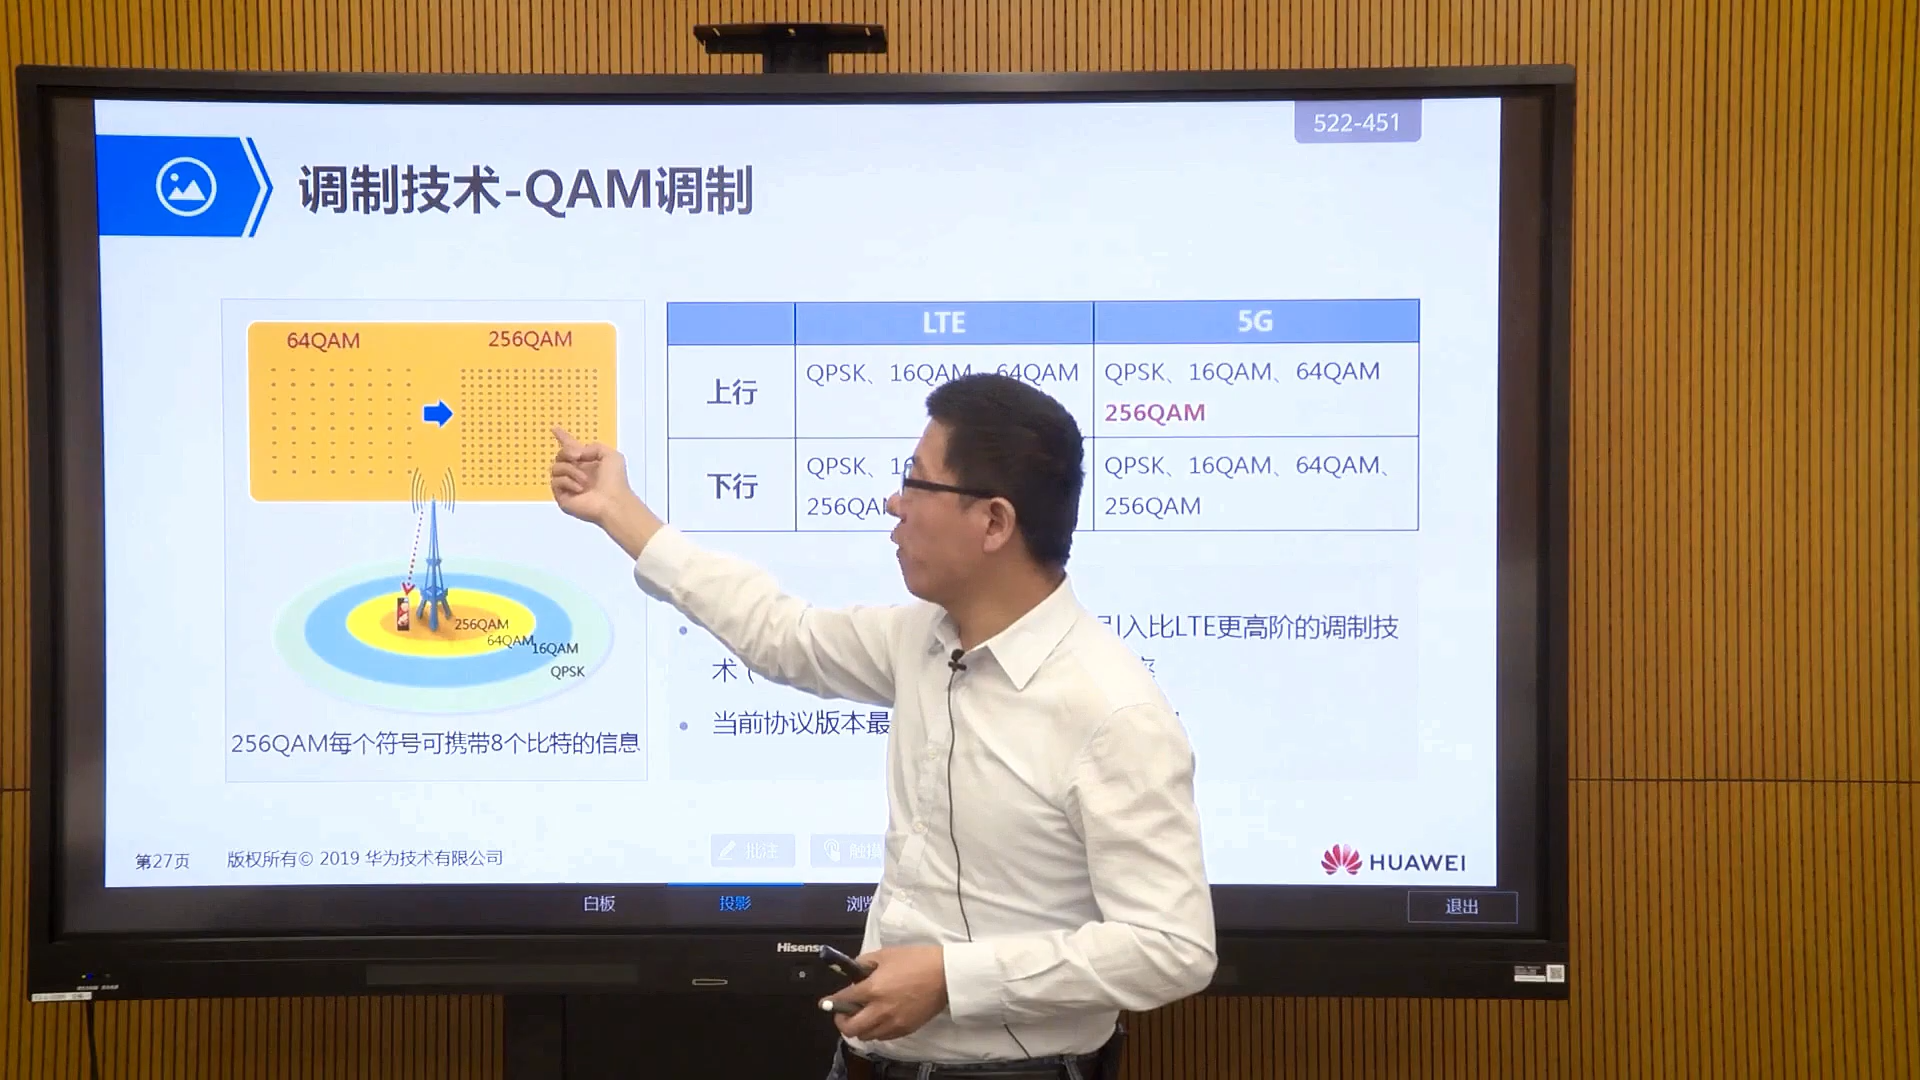 522-451
调制技术-QAM调制
64QAM
256QAM
256QAM
64QAM
16QAM
QPSK
256QAM每个符号可携带8个比特的信息
LTE
5G
上行
QPSK、16QAM、64QAM
QPSK、16QAM、64QAM
256QAM
下行
QPSK、
256QAM
QPSK、16QAM、64QAM、
256QAM
引入比LTE更高阶的调制技
术（
当前协议版本最
第27页
版权所有© 2019 华为技术有限公司
批注
HUAWEI
白板
投影
退出
Hisense